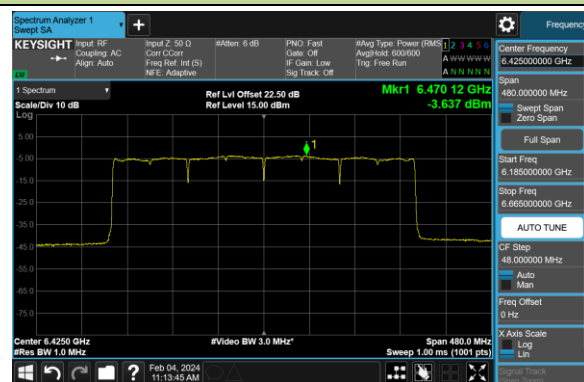 Spectrum Analyzer 1
Swept SA
Frequency
KEYSIGHT
Input: RF
Coupling: AC
Align: Auto
Input Z: 50 Ω
Corr CCorr
Freq Ref: Int (S)
NFE: Adaptive
#Atten: 6 dB
PNO: Fast
Gate: Off
IF Gain: Low
Sig Track: Off
#Avg Type: Power (RMS)
Avg|Hold: 600/600
Trig: Free Run
1 2 3 4 5 6
A W W W W W
A N N N N N
1 Spectrum
Scale/Div 10 dB
Log
Ref Lvl Offset 22.50 dB
Ref Level 15.00 dBm
Mkr1 6.470 12 GHz
-3.637 dBm
1
5.00
-5.00
-15.0
-25.0
-35.0
-45.0
-55.0
-65.0
-75.0
Center 6.4250 GHz
#Res BW 1.0 MHz
#Video BW 3.0 MHz*
Span 480.0 MHz
Sweep 1.00 ms (1001 pts)
Feb 04, 2024
11:13:45 AM
Center Frequency
6.425000000 GHz
Span
480.000000 MHz
Swept Span
Zero Span
Full Span
Start Freq
6.185000000 GHz
Stop Freq
6.665000000 GHz
AUTO TUNE
CF Step
48.000000 MHz
Auto
Man
Freq Offset
0 Hz
X Axis Scale
Log
Lin
Signal Track